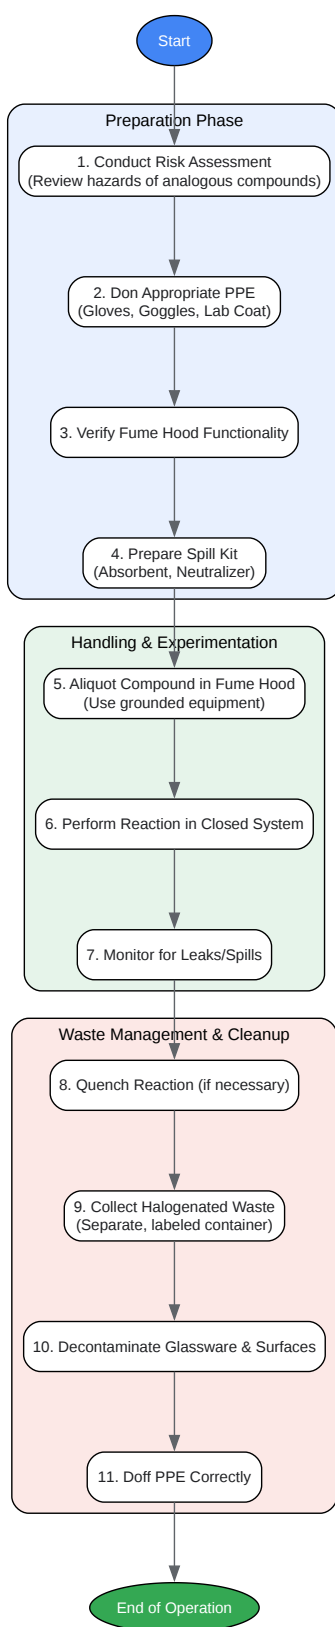 Start
Preparation Phase
1. Conduct Risk Assessment
(Review hazards of analogous compounds)
2. Don Appropriate PPE
(Gloves, Goggles, Lab Coat)
3. Verify Fume Hood Functionality
4. Prepare Spill Kit
(Absorbent, Neutralizer)
Handling & Experimentation
5. Aliquot Compound in Fume Hood
(Use grounded equipment)
6. Perform Reaction in Closed System
7. Monitor for Leaks/Spills
Waste Management & Cleanup
8. Quench Reaction (if necessary)
9. Collect Halogenated Waste
(Separate, labeled container)
10. Decontaminate Glassware & Surfaces
11. Doff PPE Correctly
End of Operation